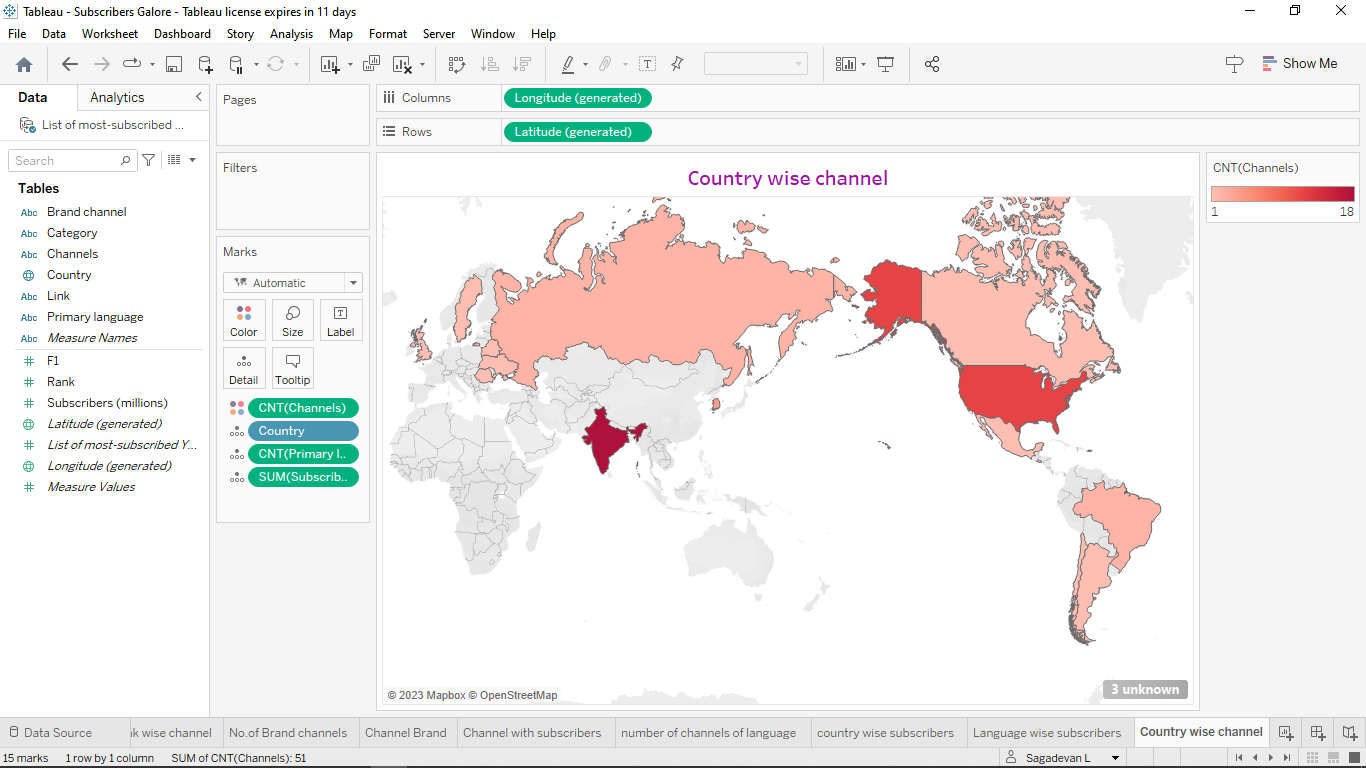 Tableau - Subscribers Galore - Tableau license expires in 11 days
File Data Worksheet Dashboard Story Analysis Map Format Server Window Help
Show Me
Data Analytics
List of most-subscribed ...
Search
Tables
Abc Brand channel
Abc Category
Abc Channels
Country
Abc Link
Abc Primary language
Abc Measure Names
F1
Rank
Subscribers (millions)
Latitude (generated)
List of most-subscribed Y...
Longitude (generated)
Measure Values
Pages
Filters
Marks
Automatic
Color Size Label
Detail Tooltip
CNT(Channels)
Country
CNT(Primary l..
SUM(Subscrib..
Columns Longitude (generated)
Rows Latitude (generated)
Country wise channel
© 2023 Mapbox © OpenStreetMap
3 unknown
CNT(Channels)
1 18
Data Source k wise channel No.of Brand channels Channel Brand Channel with subscribers number of channels of language country wise subscribers Language wise subscribers Country wise channel
15 marks 1 row by 1 column SUM of CNT(Channels): 51 Sagadevan L